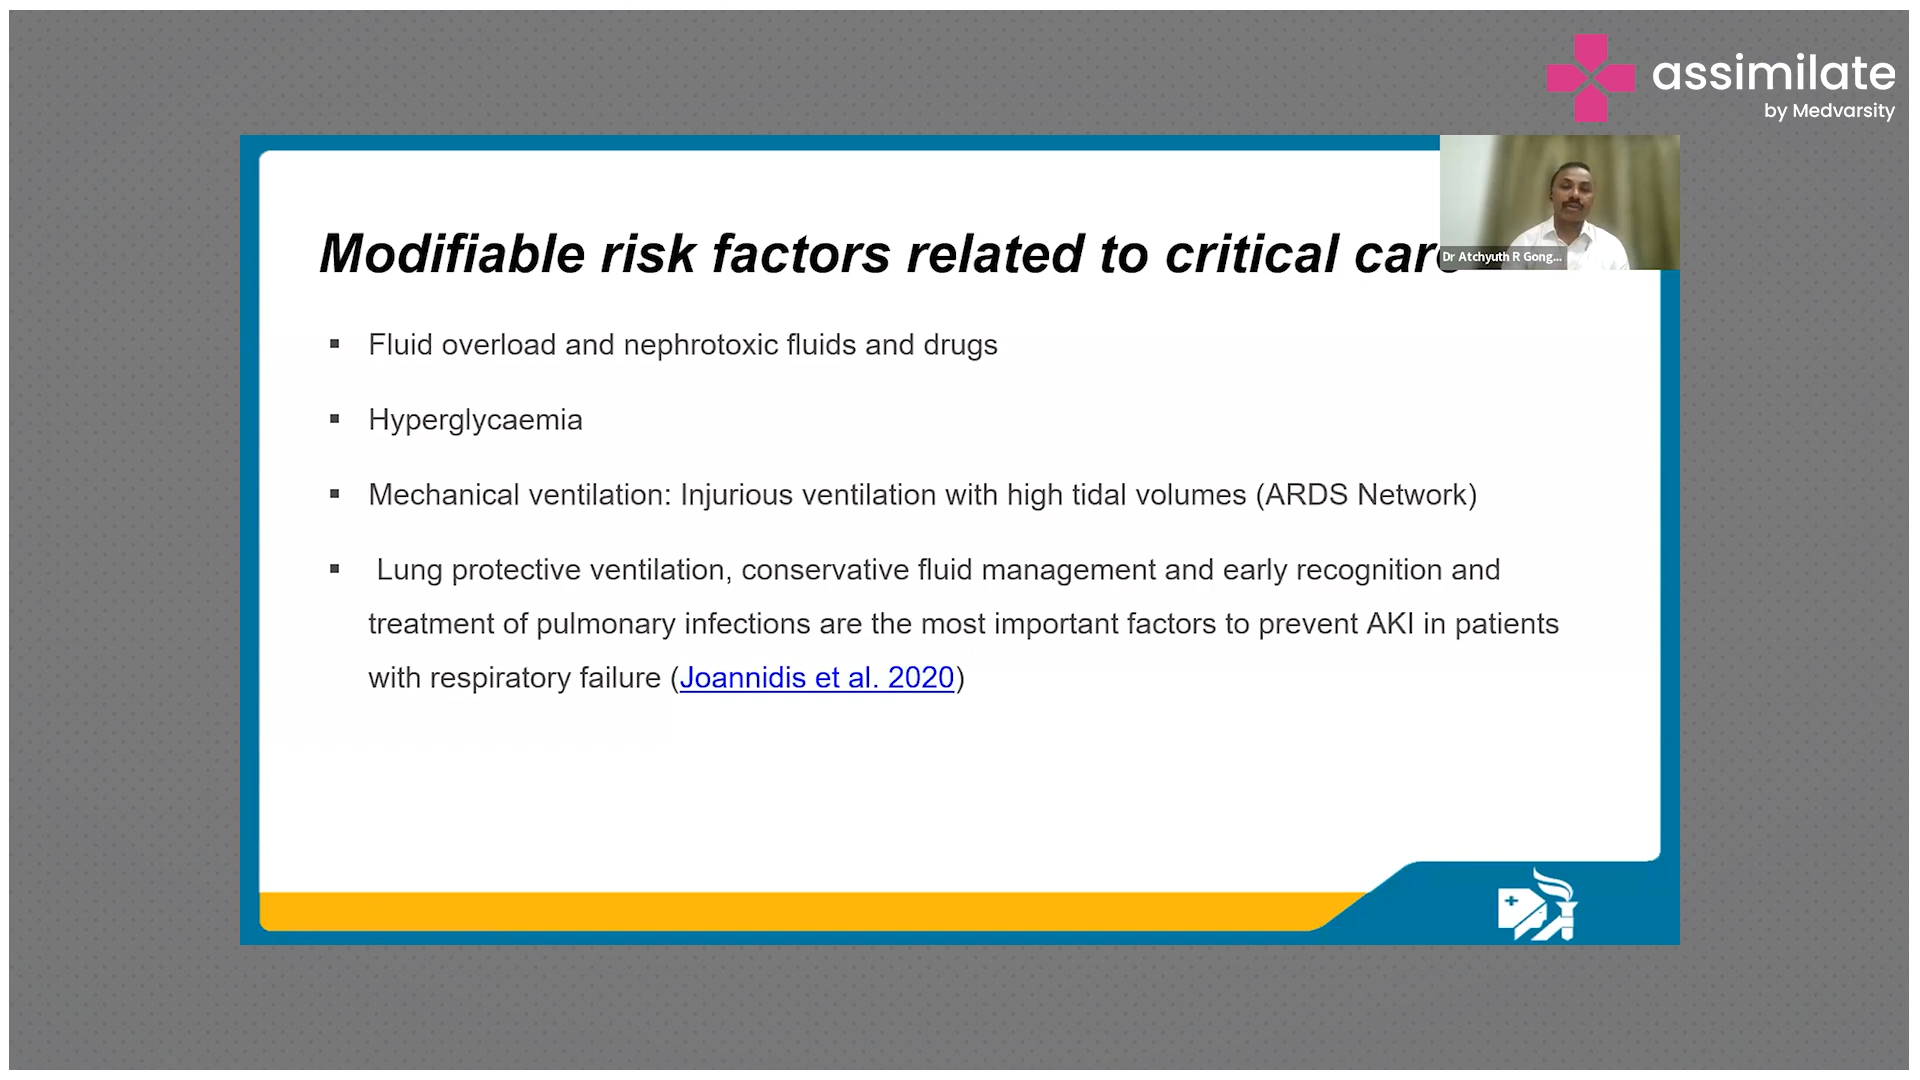 assimilate
by Medvarsity
Modifiable risk factors related to critical care
Dr Atchyuth R Gong...
▪ Fluid overload and nephrotoxic fluids and drugs
▪ Hyperglycaemia
▪ Mechanical ventilation: Injurious ventilation with high tidal volumes (ARDS Network)
▪ Lung protective ventilation, conservative fluid management and early recognition and
treatment of pulmonary infections are the most important factors to prevent AKI in patients
with respiratory failure (Joannidis et al. 2020)